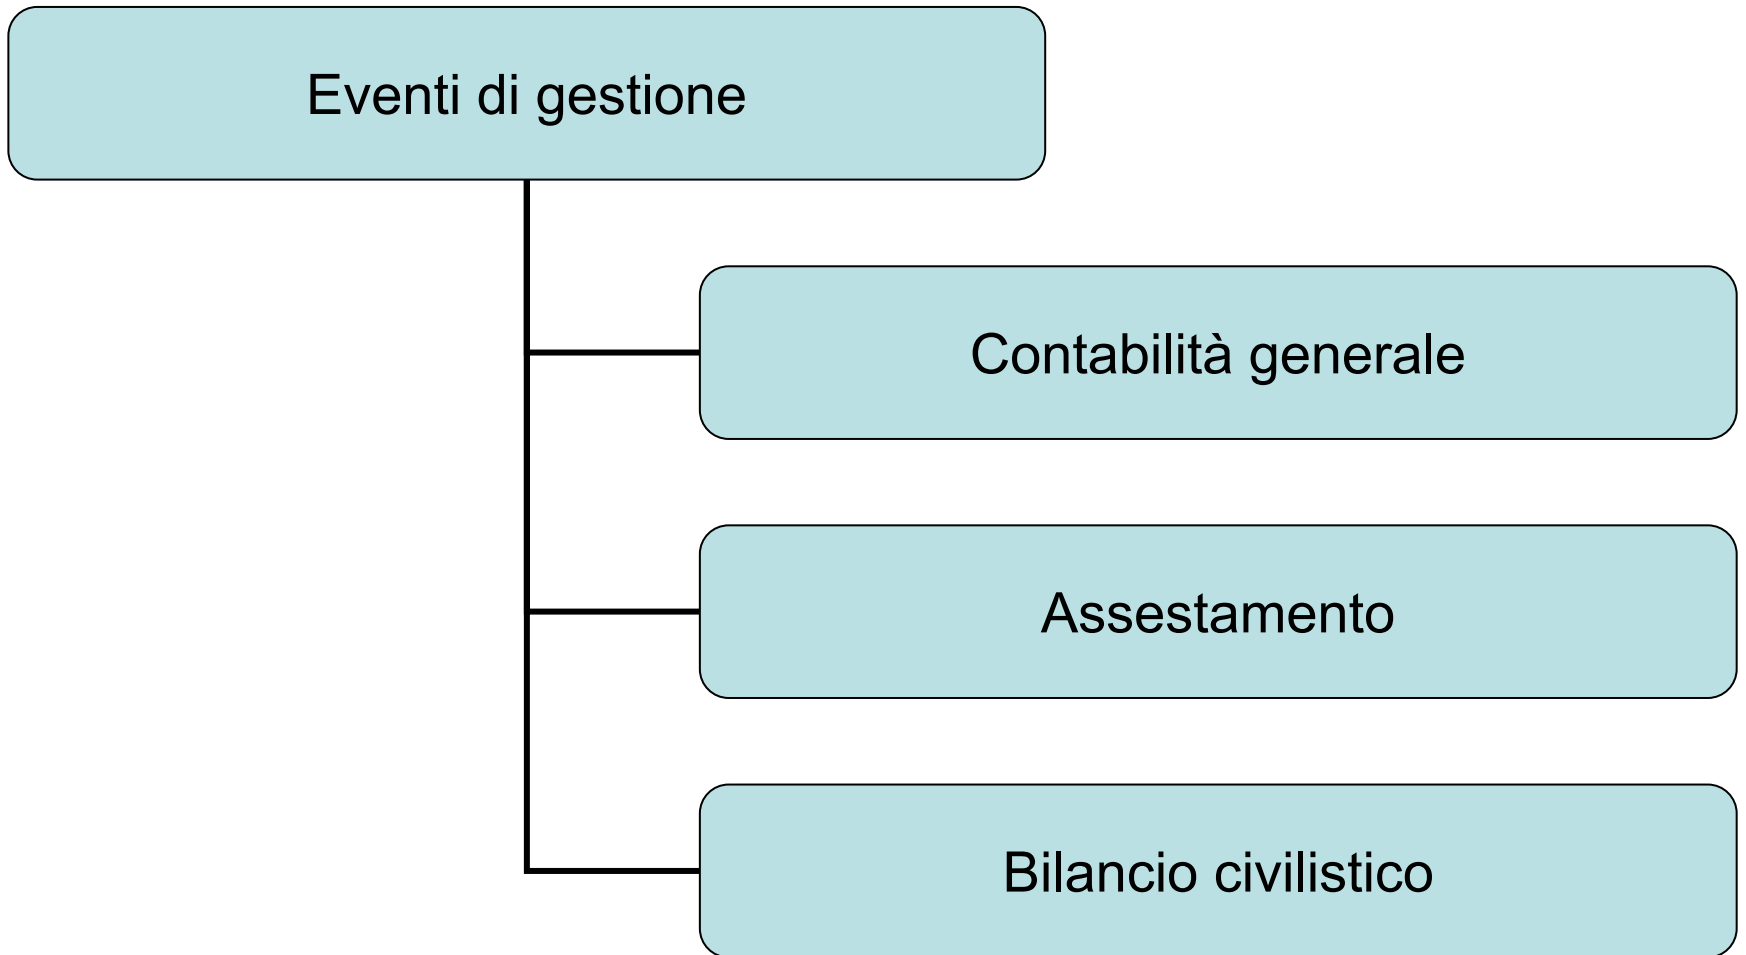 Eventi di gestione
Contabilità generale
Assestamento
Bilancio civilistico